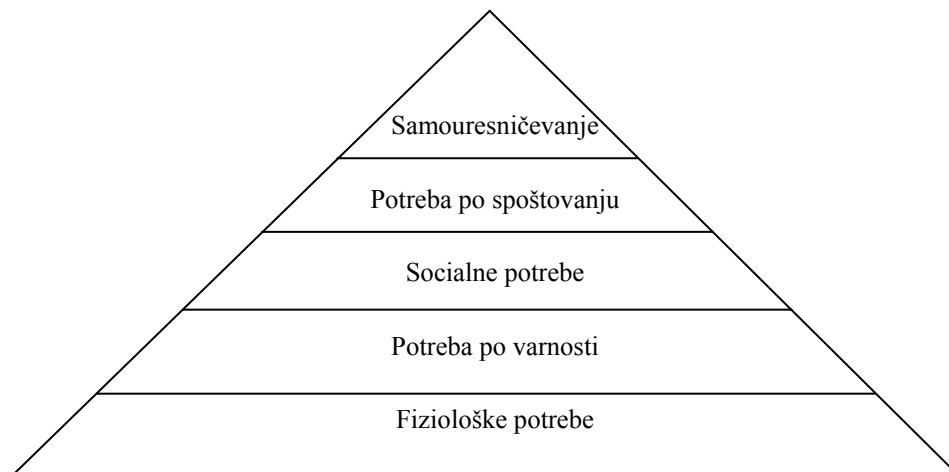 Samouresničevanje
Potreba po spoštovanju
Socialne potrebe
Potreba po varnosti
Fiziološke potrebe